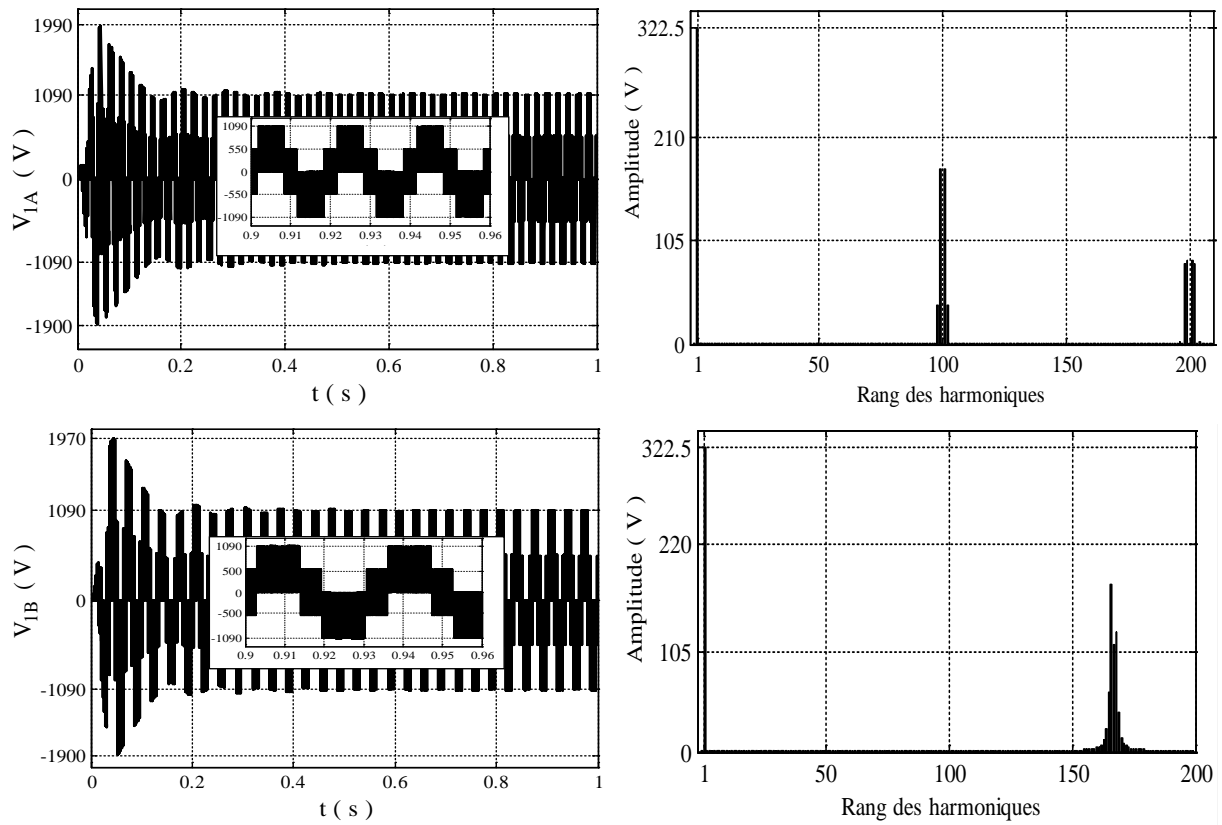 V1A ( V )
1990
1090
0
-1090
-1900
0 0.2 0.4 0.6 0.8 1
t ( s )
1090
550
0
-550
-1090
0.9 0.91 0.92 0.93 0.94 0.95 0.96
Amplitude ( V )
322.5
210
105
0
1 50 100 150 200
Rang des harmoniques
V1B ( V )
1970
1090
0
-1090
-1900
0 0.2 0.4 0.6 0.8 1
t ( s )
1090
500
0
-500
-1090
0.9 0.91 0.92 0.93 0.94 0.95 0.96
Amplitude ( V )
322.5
220
105
0
1 50 100 150 200
Rang des harmoniques